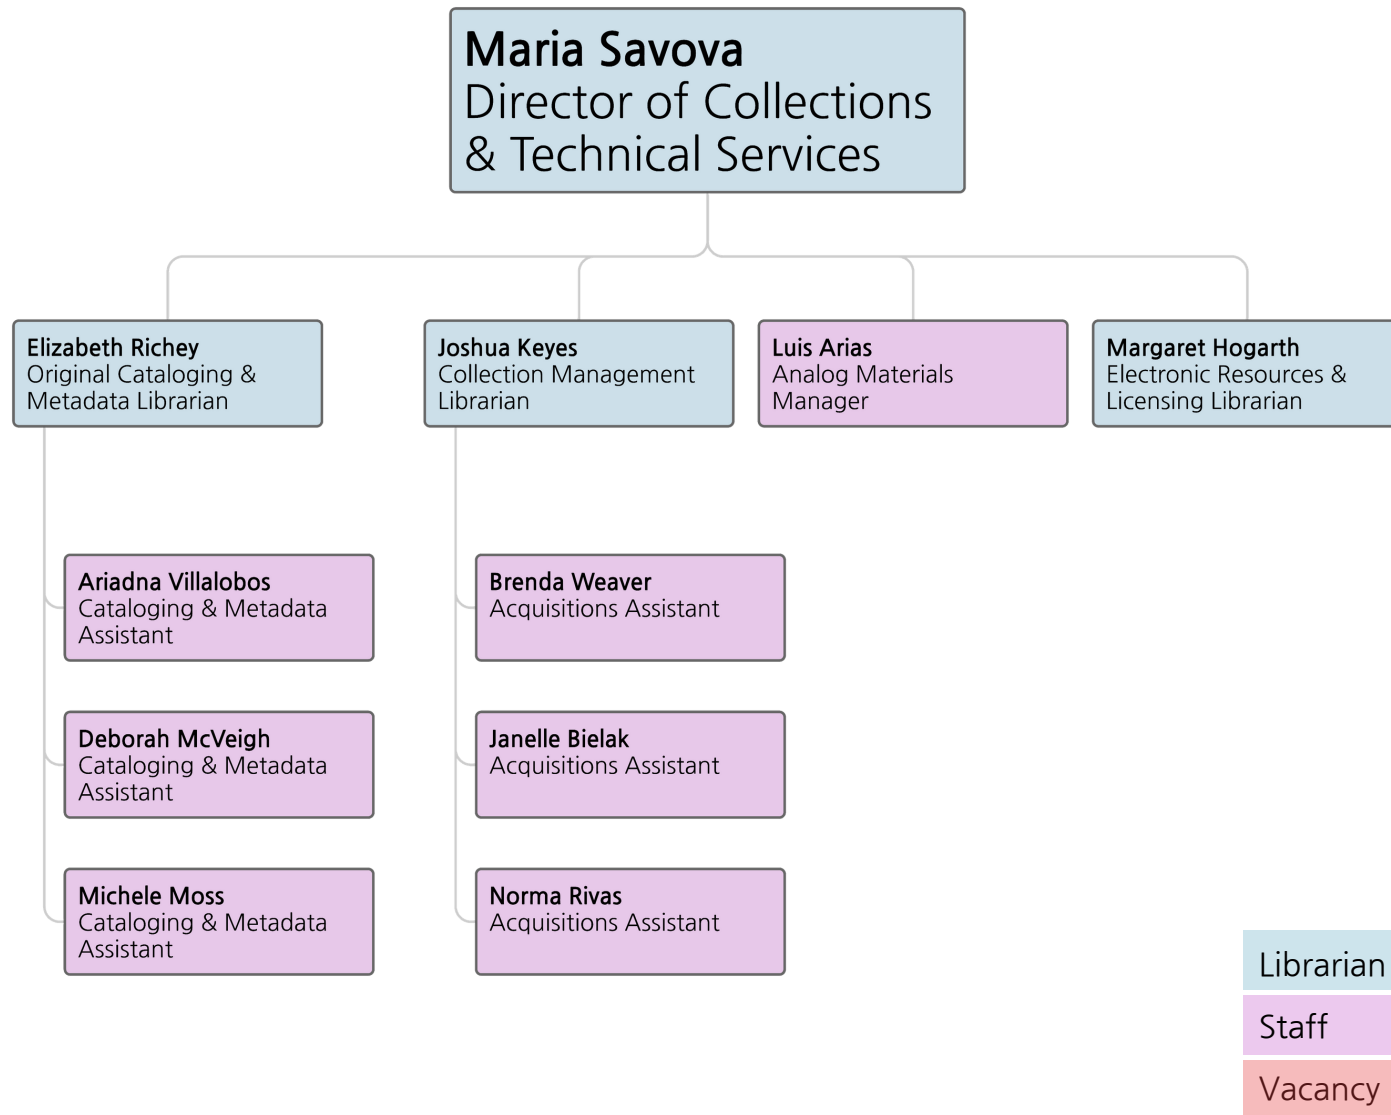 Maria Savova
Director of Collections
& Technical Services
Elizabeth Richey
Original Cataloging &
Metadata Librarian
Joshua Keyes
Collection Management
Librarian
Luis Arias
Analog Materials
Manager
Margaret Hogarth
Electronic Resources &
Licensing Librarian
Ariadna Villalobos
Cataloging & Metadata
Assistant
Deborah McVeigh
Cataloging & Metadata
Assistant
Michele Moss
Cataloging & Metadata
Assistant
Brenda Weaver
Acquisitions Assistant
Janelle Bielak
Acquisitions Assistant
Norma Rivas
Acquisitions Assistant
Librarian
Staff
Vacancy